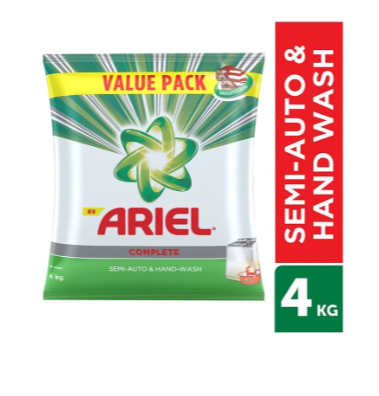 VALUE PACK
ARIEL
COMPLETE
SEMI-AUTO & HAND-WASH
4 kg
SEMI-AUTO &
HAND WASH
4 KG